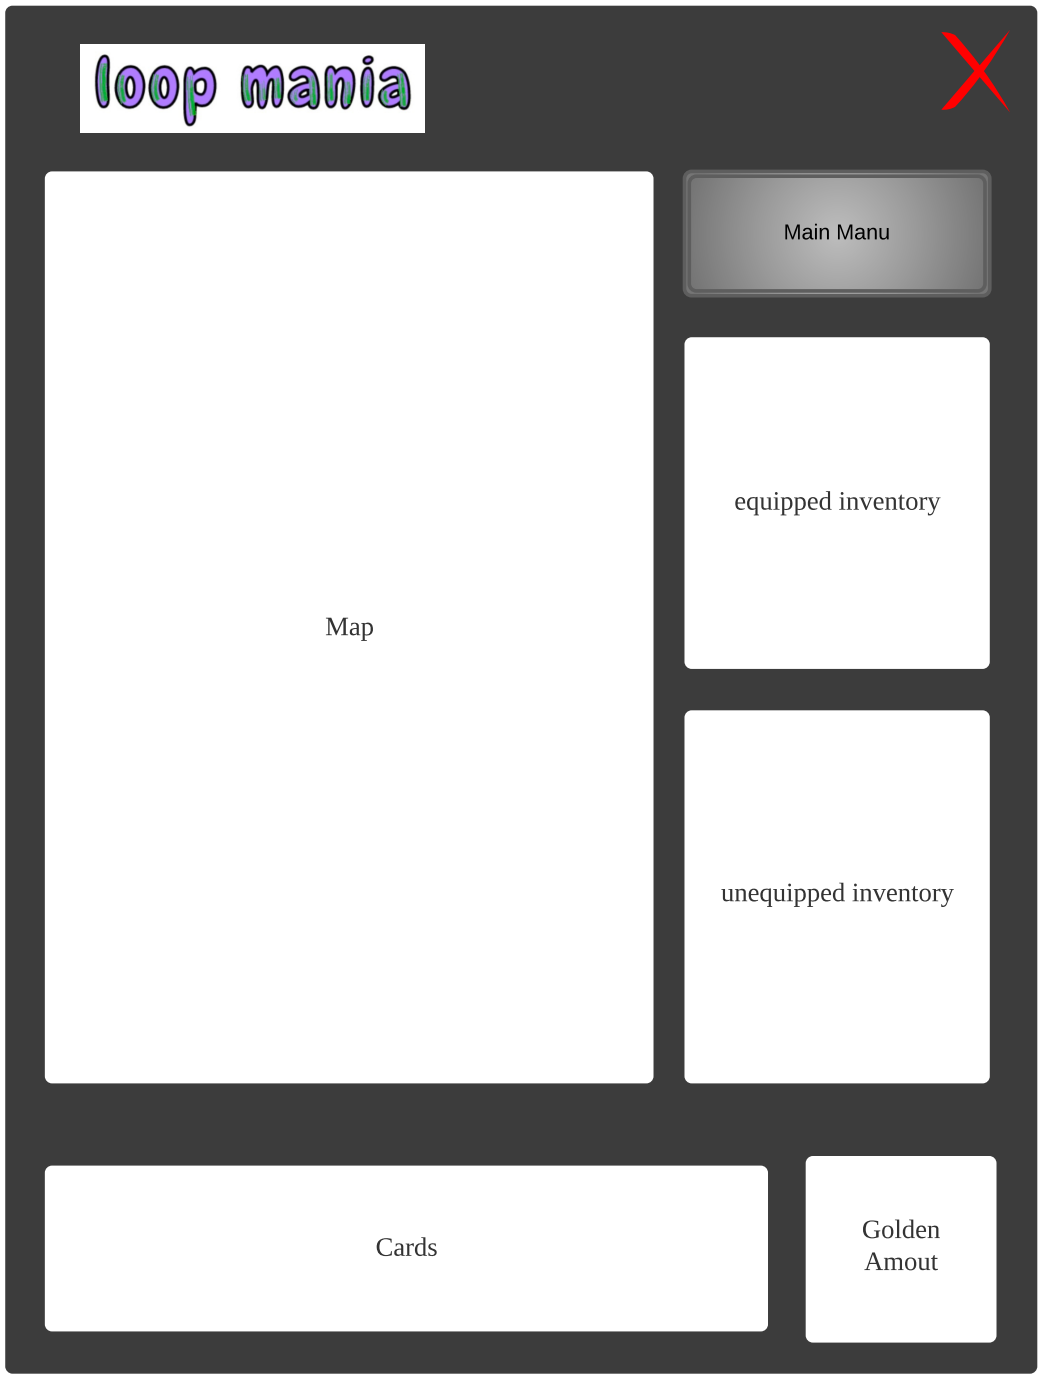 loop mania
Main Manu
equipped inventory
Map
unequipped inventory
Cards
Golden
Amout